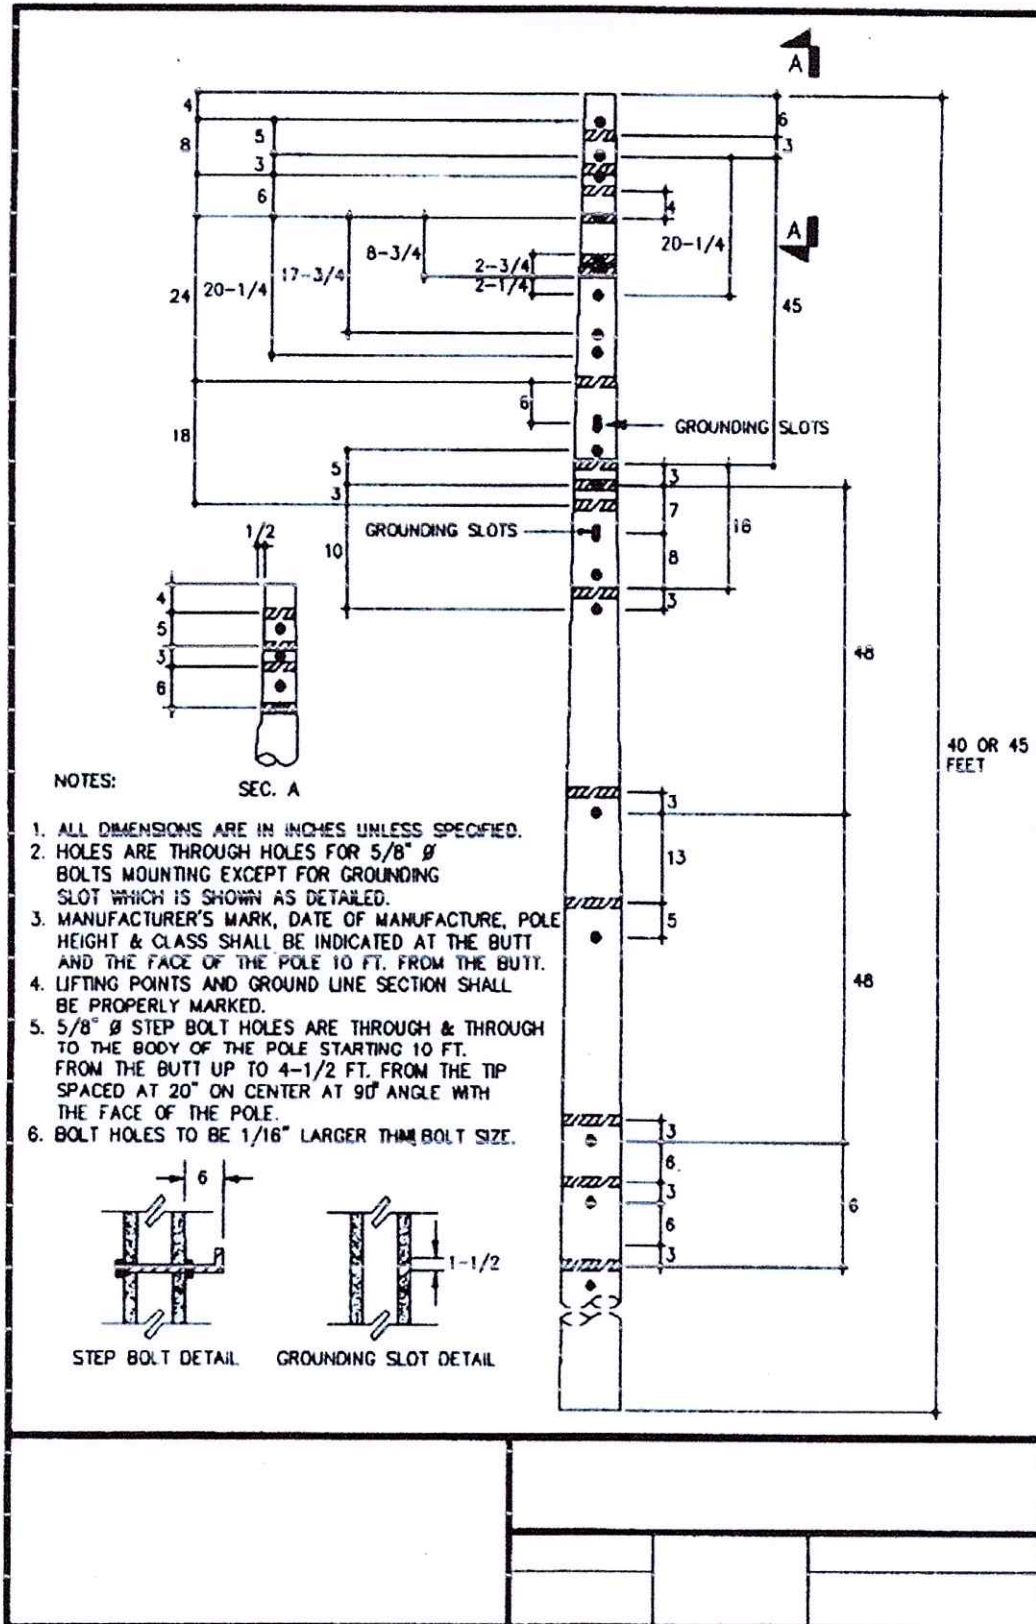 A
4
6
8
5
3
3
6
4
A
8-3/4
20-1/4
2-3/4
17-3/4
2-1/4
24
20-1/4
45
6
GROUNDING SLOTS
18
5
3
3
7
16
1/2
GROUNDING SLOTS
10
8
4
3
5
3
6
48
40 OR 45
FEET
NOTES:
SEC. A
3
13
5
48
1. ALL DIMENSIONS ARE IN INCHES UNLESS SPECIFIED.
2. HOLES ARE THROUGH HOLES FOR 5/8" Ø
BOLTS MOUNTING EXCEPT FOR GROUNDING
SLOT WHICH IS SHOWN AS DETAILED.
3. MANUFACTURER'S MARK, DATE OF MANUFACTURE, POLE
HEIGHT & CLASS SHALL BE INDICATED AT THE BUTT
AND THE FACE OF THE POLE 10 FT. FROM THE BUTT.
4. LIFTING POINTS AND GROUND LINE SECTION SHALL
BE PROPERLY MARKED.
5. 5/8" Ø STEP BOLT HOLES ARE THROUGH & THROUGH
TO THE BODY OF THE POLE STARTING 10 FT.
FROM THE BUTT UP TO 4-1/2 FT. FROM THE TIP
SPACED AT 20" ON CENTER AT 90° ANGLE WITH
THE FACE OF THE POLE.
6. BOLT HOLES TO BE 1/16" LARGER THAN BOLT SIZE.
3
6
3
6
6
3
6
1-1/2
STEP BOLT DETAIL
GROUNDING SLOT DETAIL